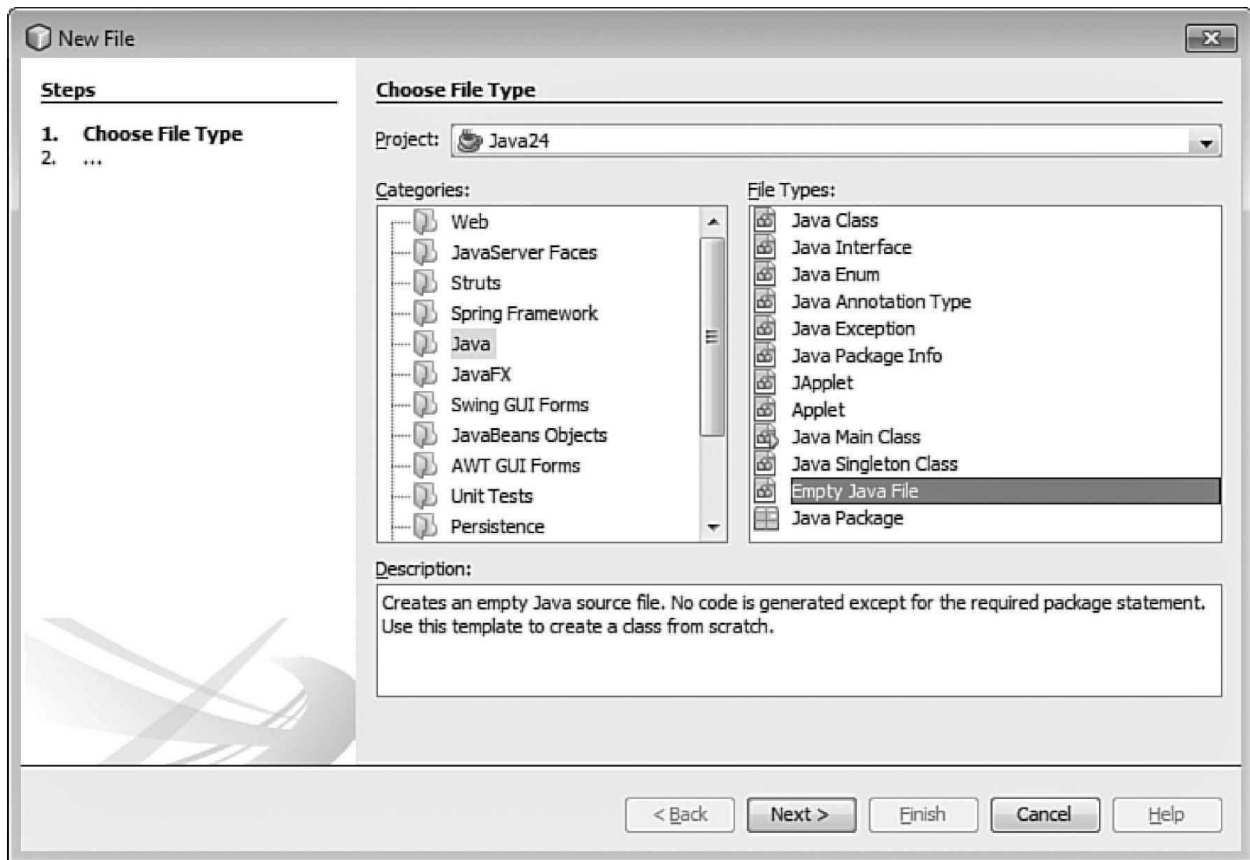 New File
Steps
1. Choose File Type
2. ...
Choose File Type
Project: Java24
Categories:
Web
JavaServer Faces
Struts
Spring Framework
Java
JavaFX
Swing GUI Forms
JavaBeans Objects
AWT GUI Forms
Unit Tests
Persistence
File Types:
Java Class
Java Interface
Java Enum
Java Annotation Type
Java Exception
Java Package Info
JApplet
Applet
Java Main Class
Java Singleton Class
Empty Java File
Java Package
Description:
Creates an empty Java source file. No code is generated except for the required package statement.
Use this template to create a class from scratch.
< Back Next > Finish Cancel Help